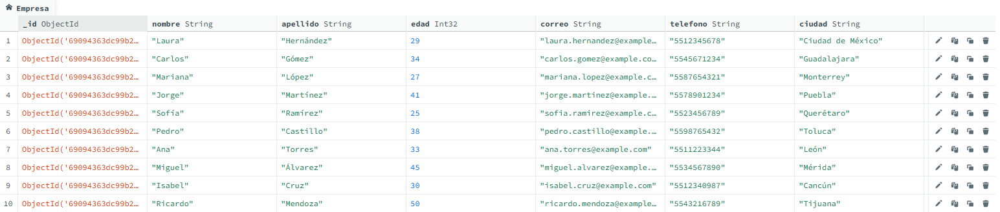 Empresa
_id ObjectId nombre String apellido String edad Int32 correo String telefono String ciudad String
1 ObjectId('69094363dc99b2… "Laura" "Hernández" 29 "laura.hernandez@example… "5512345678" "Ciudad de México"
2 ObjectId('69094363dc99b2… "Carlos" "Gómez" 34 "carlos.gomez@example.co… "5545671234" "Guadalajara"
3 ObjectId('69094363dc99b2… "Mariana" "López" 27 "mariana.lopez@example.c… "5587654321" "Monterrey"
4 ObjectId('69094363dc99b2… "Jorge" "Martínez" 41 "jorge.martinez@example.… "5578901234" "Puebla"
5 ObjectId('69094363dc99b2… "Sofía" "Ramírez" 25 "sofia.ramirez@example.c… "5523456789" "Querétaro"
6 ObjectId('69094363dc99b2… "Pedro" "Castillo" 38 "pedro.castillo@example.… "5598765432" "Toluca"
7 ObjectId('69094363dc99b2… "Ana" "Torres" 33 "ana.torres@example.com" "5511223344" "León"
8 ObjectId('69094363dc99b2… "Miguel" "Álvarez" 45 "miguel.alvarez@example.… "5534567890" "Mérida"
9 ObjectId('69094363dc99b2… "Isabel" "Cruz" 30 "isabel.cruz@example.com" "5512340987" "Cancún"
10 ObjectId('69094363dc99b2… "Ricardo" "Mendoza" 50 "ricardo.mendoza@example… "5543216789" "Tijuana"